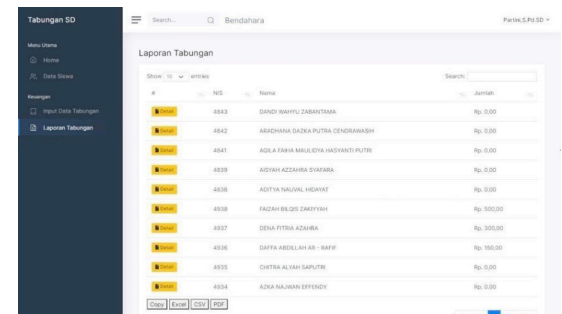 Tabungan SD
Search...
Bendahara
Partini,S.Pd.SD
Menu Utama
Home
Data Siswa
Keuangan
Input Data Tabungan
Laporan Tabungan
Laporan Tabungan
Show 10 entries
Search:
# NIS Nama Jumlah
Detail 4843 DANDI WAHYU ZABANTAMA Rp. 0,00
Detail 4842 ARADHANA DAZKA PUTRA CENDRAWASIH Rp. 0,00
Detail 4841 AQILA FAIHA MAULIDYA HASYANTI PUTRI Rp. 0,00
Detail 4839 AISYAH AZZAHRA SYAFARA Rp. 0,00
Detail 4838 ADITYA NAUVAL HIDAYAT Rp. 0,00
Detail 4938 FAIZAH BILQIS ZAKIYYAH Rp. 500,00
Detail 4937 DENA FITRIA AZAHRA Rp. 300,00
Detail 4936 DAFFA ABDILLAH AR - RAFIF Rp. 150,00
Detail 4935 CHITRA ALYAH SAPUTRI Rp. 0,00
Detail 4934 AZKA NAJWAN EFFENDY Rp. 0,00
Copy Excel CSV PDF